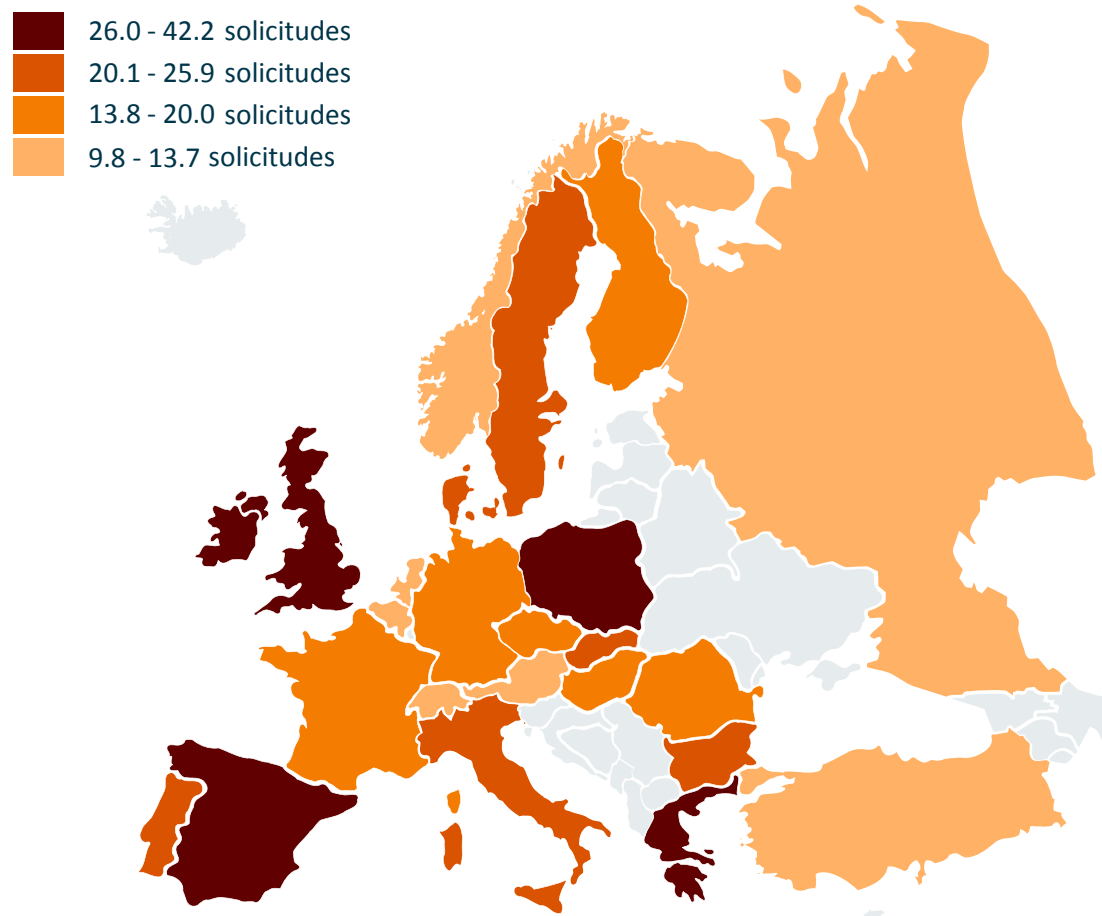 26.0 - 42.2 solicitudes
20.1 - 25.9 solicitudes
13.8 - 20.0 solicitudes
9.8 - 13.7 solicitudes